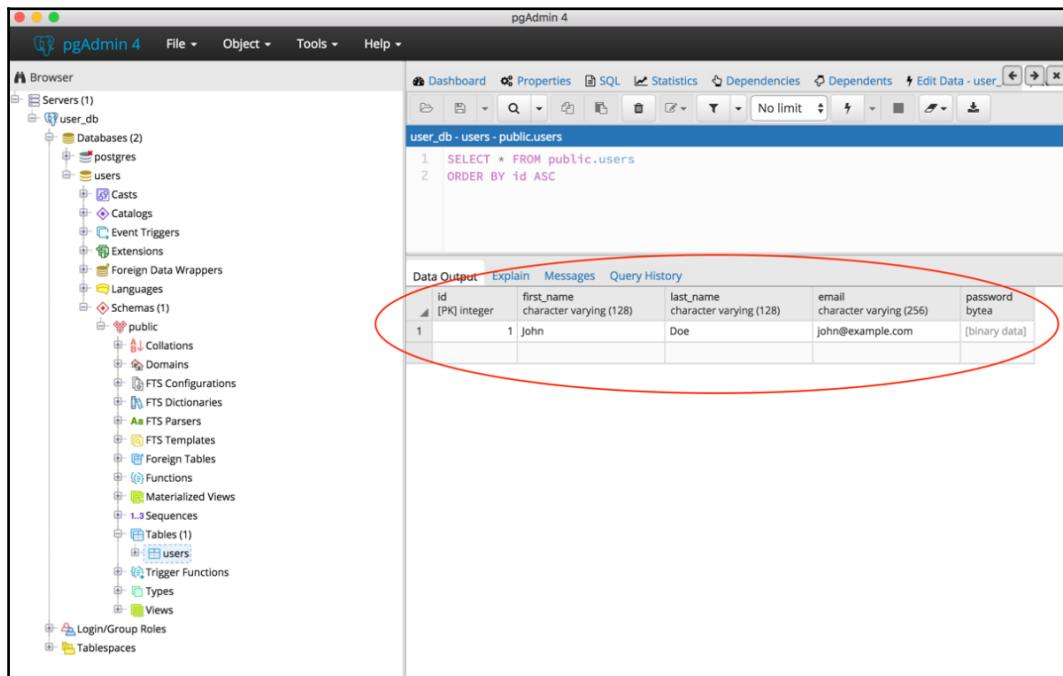 pgAdmin 4
pgAdmin 4 File Object Tools Help
Browser
Servers (1)
user_db
Databases (2)
postgres
users
Casts
Catalogs
Event Triggers
Extensions
Foreign Data Wrappers
Languages
Schemas (1)
public
Collations
Domains
FTS Configurations
FTS Dictionaries
Aa FTS Parsers
FTS Templates
Foreign Tables
Functions
Materialized Views
1..3 Sequences
Tables (1)
users
Trigger Functions
Types
Views
Login/Group Roles
Tablespaces
Dashboard Properties SQL Statistics Dependencies Dependents Edit Data - user_
No limit
user_db - users - public.users
1 SELECT * FROM public.users
2 ORDER BY id ASC
Data Output Explain Messages Query History
id first_name last_name email password
[PK] integer character varying (128) character varying (128) character varying (256) bytea
1 1 John Doe john@example.com [binary data]